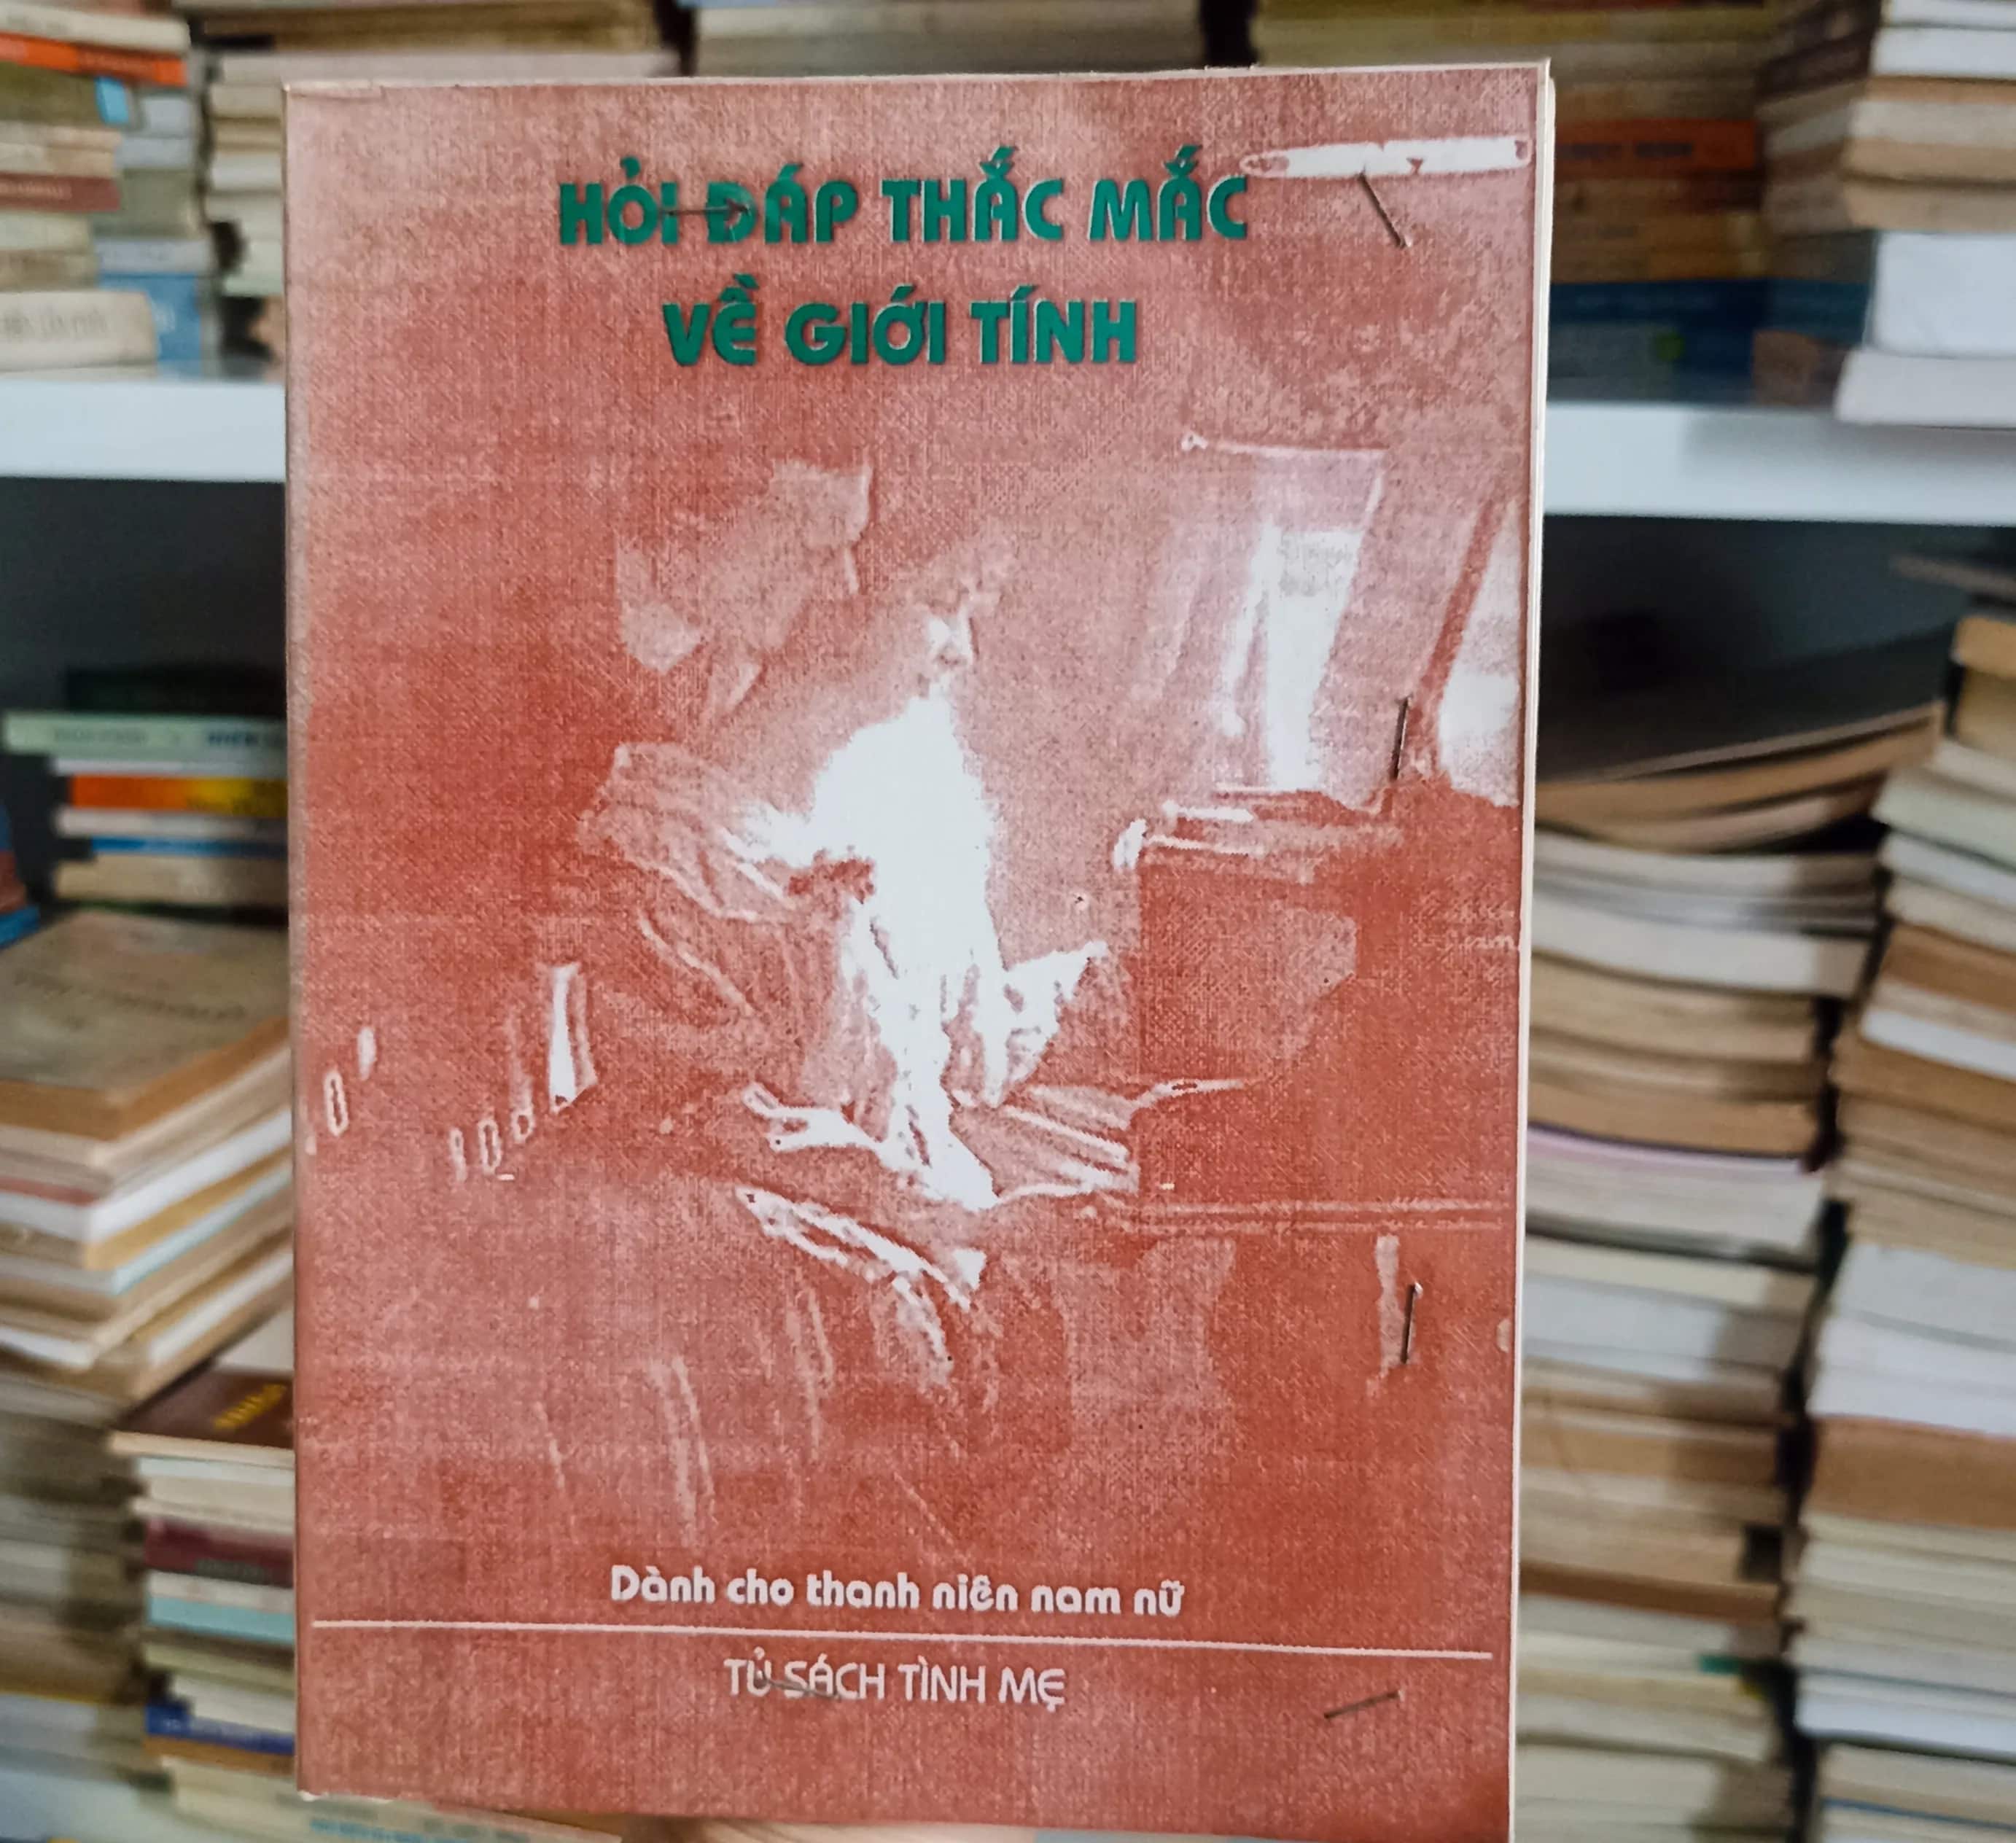 HỎI ĐÁP THẮC MẮC
VỀ GIỚI TÍNH
Dành cho thanh niên nam nữ
TỦ SÁCH TÌNH MẸ